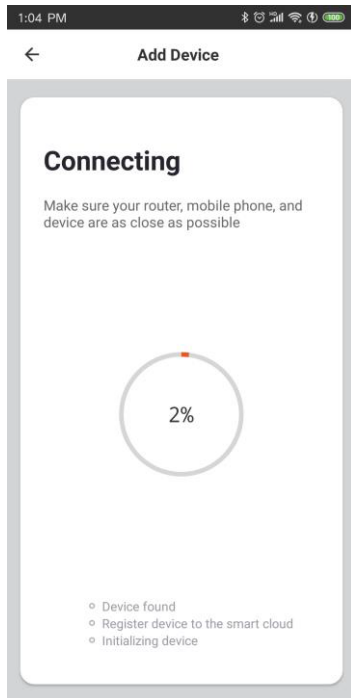 1:04 PM
100
Add Device
Connecting
Make sure your router, mobile phone, and
device are as close as possible
2%
Device found
Register device to the smart cloud
Initializing device